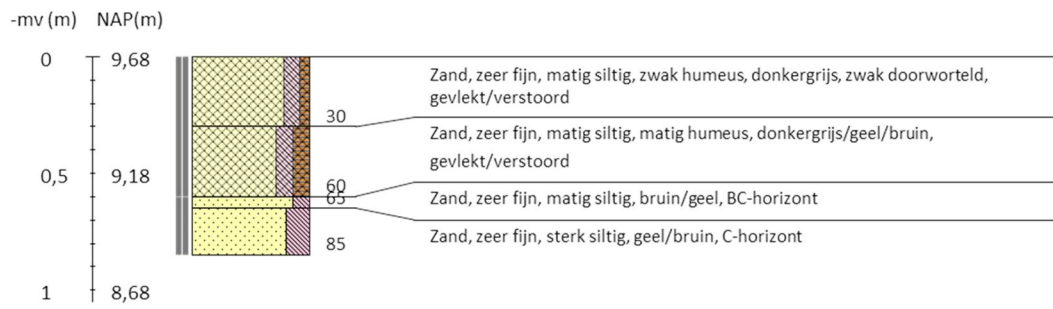 -mv (m) NAP(m)
0 9,68
Zand, zeer fijn, matig siltig, zwak humeus, donkergrijs, zwak doorworteld,
gevlekt/verstoord
30
Zand, zeer fijn, matig siltig, matig humeus, donkergrijs/geel/bruin,
gevlekt/verstoord
0,5 9,18
60
65
Zand, zeer fijn, matig siltig, bruin/geel, BC-horizont
Zand, zeer fijn, sterk siltig, geel/bruin, C-horizont
85
1 8,68